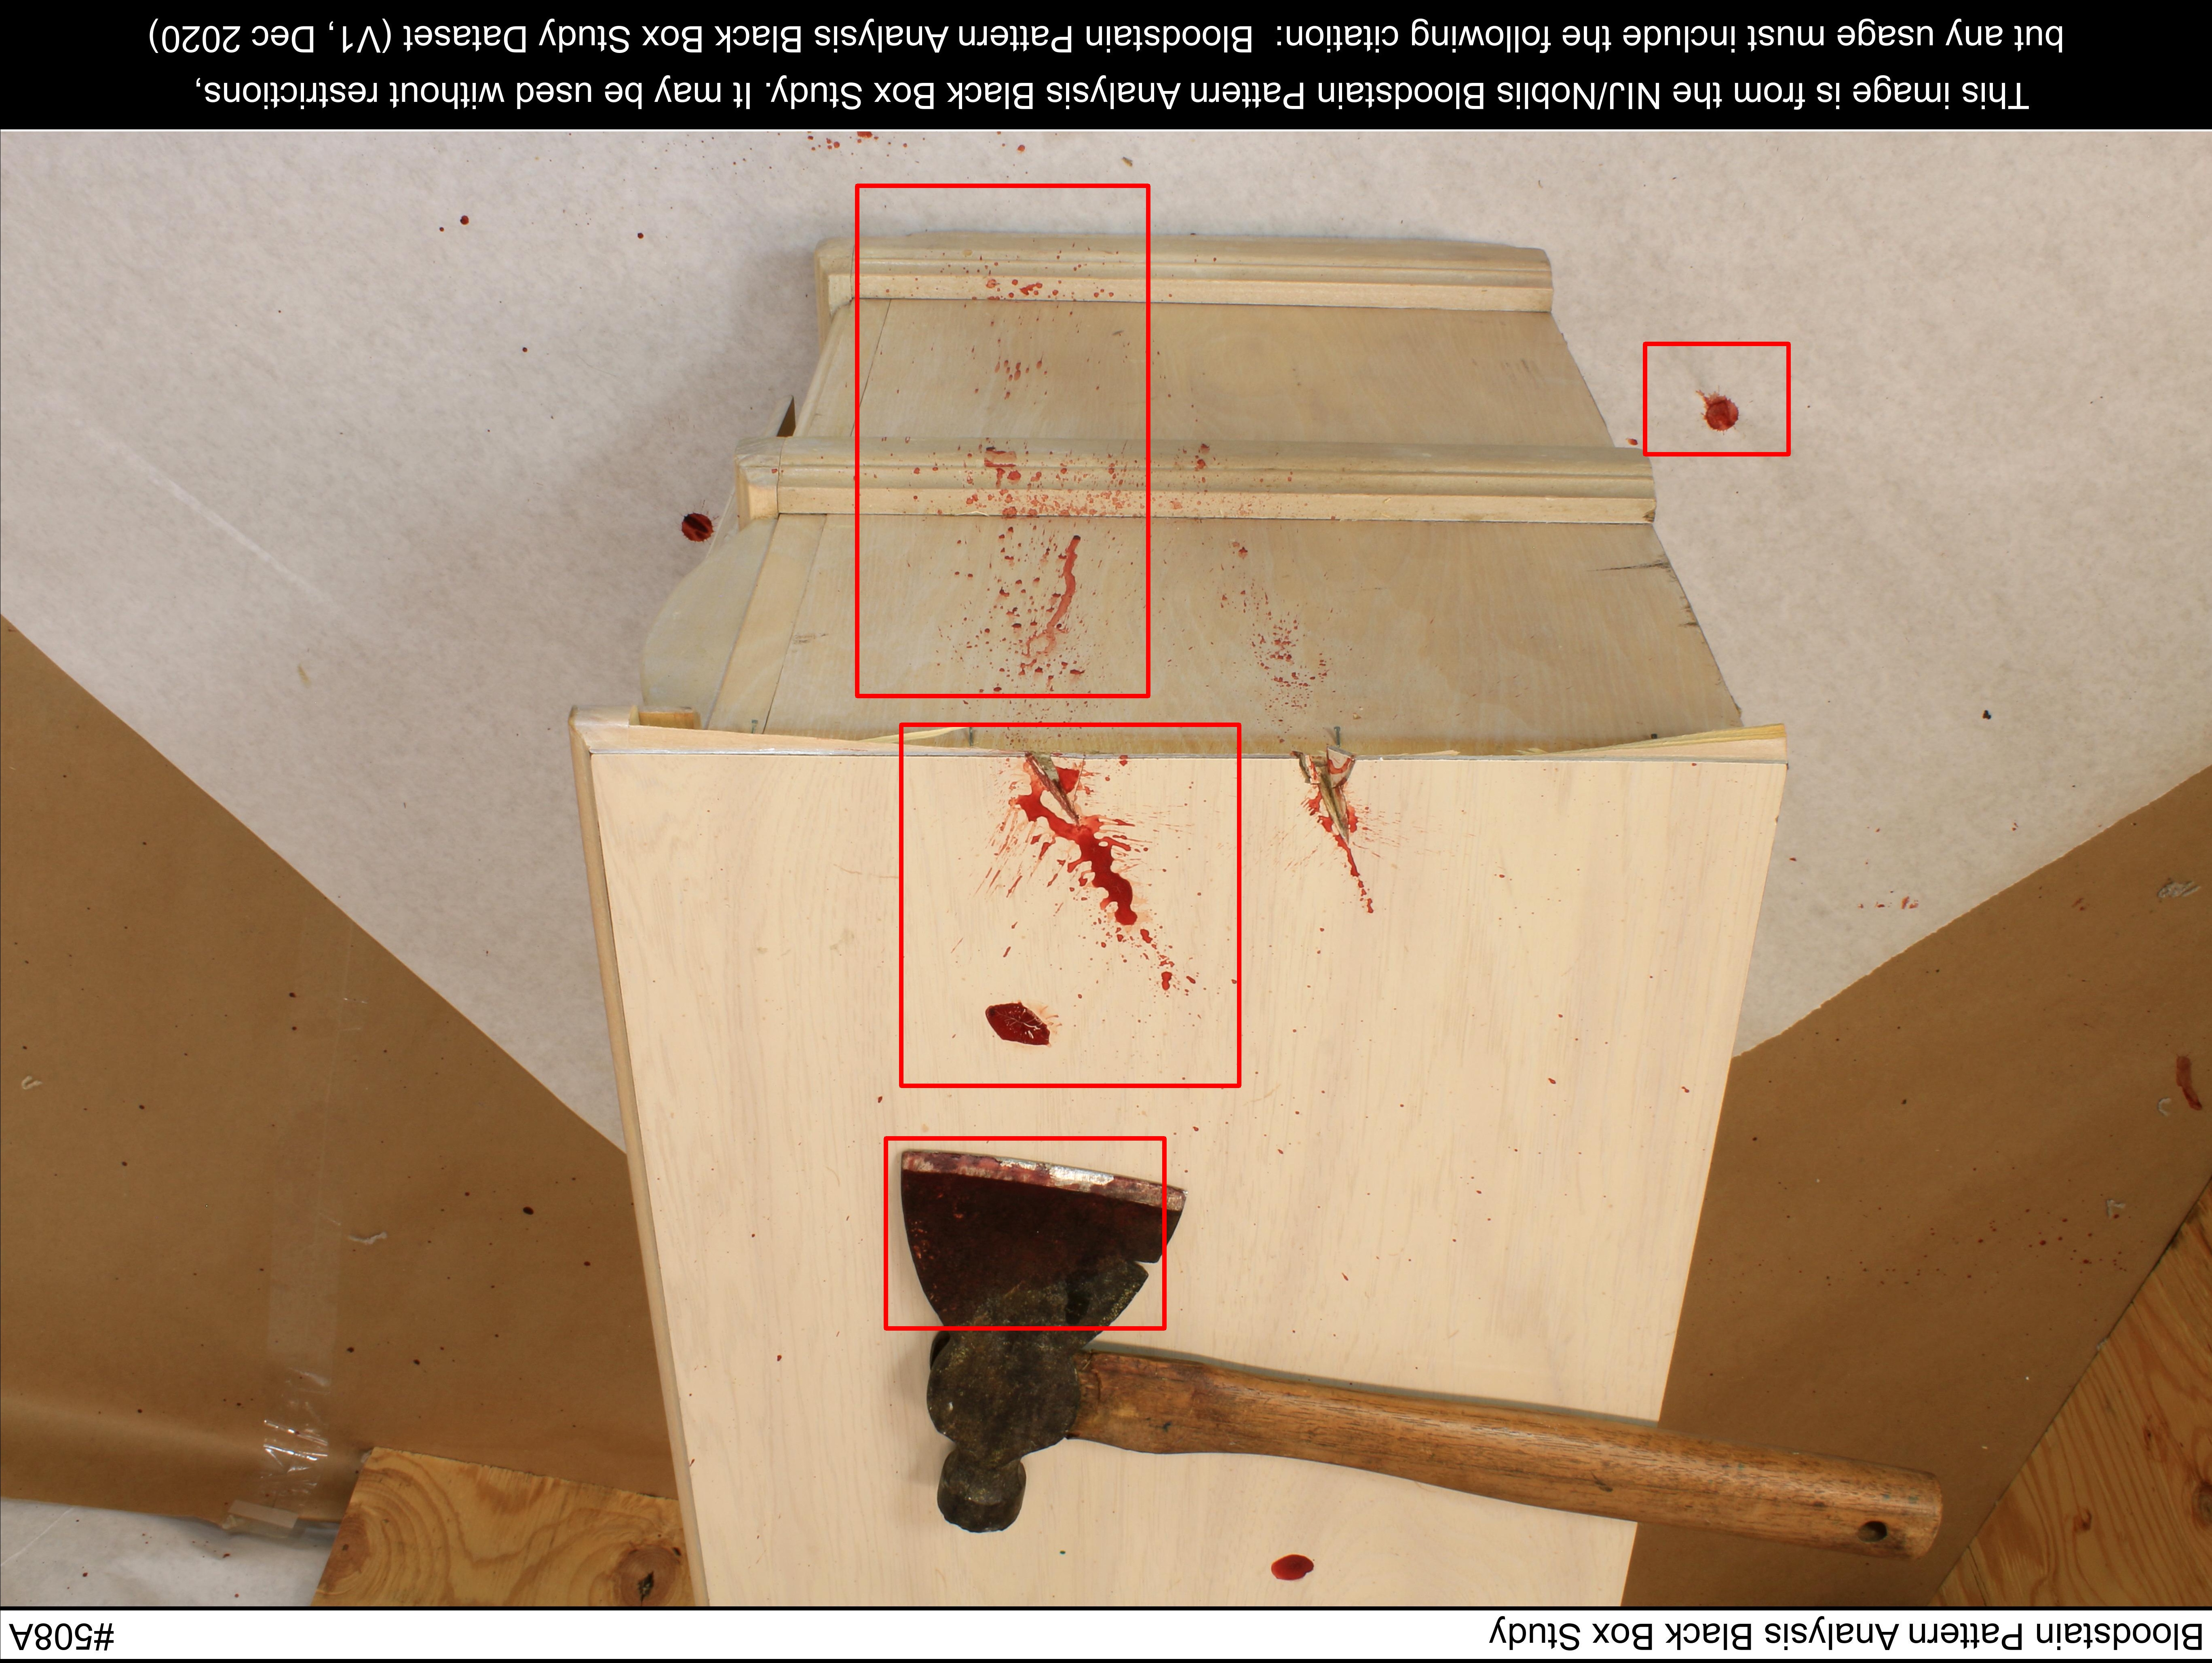 Bloodstain Pattern Analysis Black Box Study
#508A
This image is from the NIJ/Noblis Bloodstain Pattern Analysis Black Box Study. It may be used without restrictions,
but any usage must include the following citation: Bloodstain Pattern Analysis Black Box Study Dataset (V1, Dec 2020)